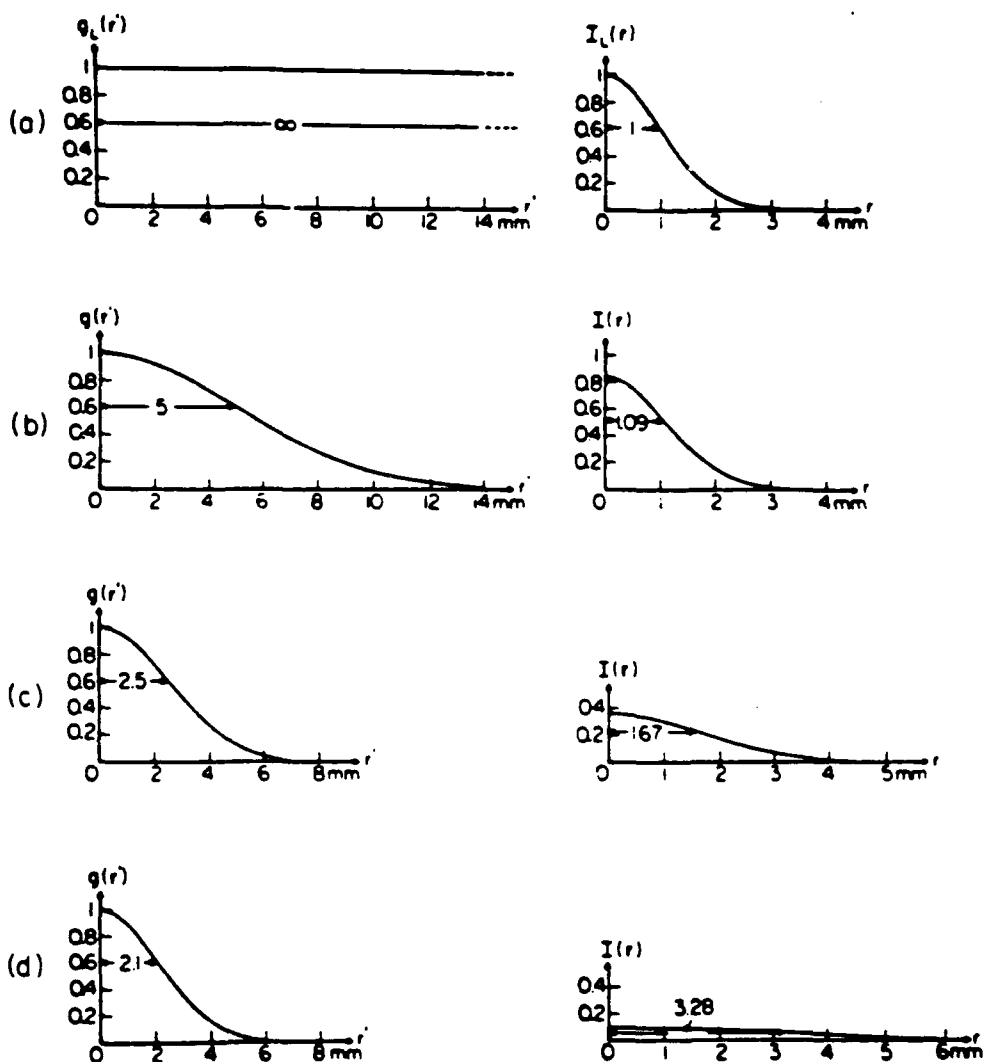 g_L(r')
1
0.8
0.6
0.4
0.2
∞
0 2 4 6 8 10 12 14 mm r'
(a)
I_L(r)
1
0.8
0.6
0.4
0.2
1
0 1 2 3 4 mm r
g(r')
1
0.8
0.6
0.4
0.2
5
0 2 4 6 8 10 12 14 mm r'
(b)
I(r)
1
0.8
0.6
0.4
0.2
1.09
0 1 2 3 4 mm r
g(r')
1
0.8
0.6
0.4
0.2
2.5
0 2 4 6 8 mm r'
(c)
I(r)
0.4
0.2
1.67
0 1 2 3 4 5 mm r
g(r')
1
0.8
0.6
0.4
0.2
2.1
0 2 4 6 8 mm r'
(d)
I(r)
0.4
0.2
3.28
0 1 2 3 4 5 6 mm r